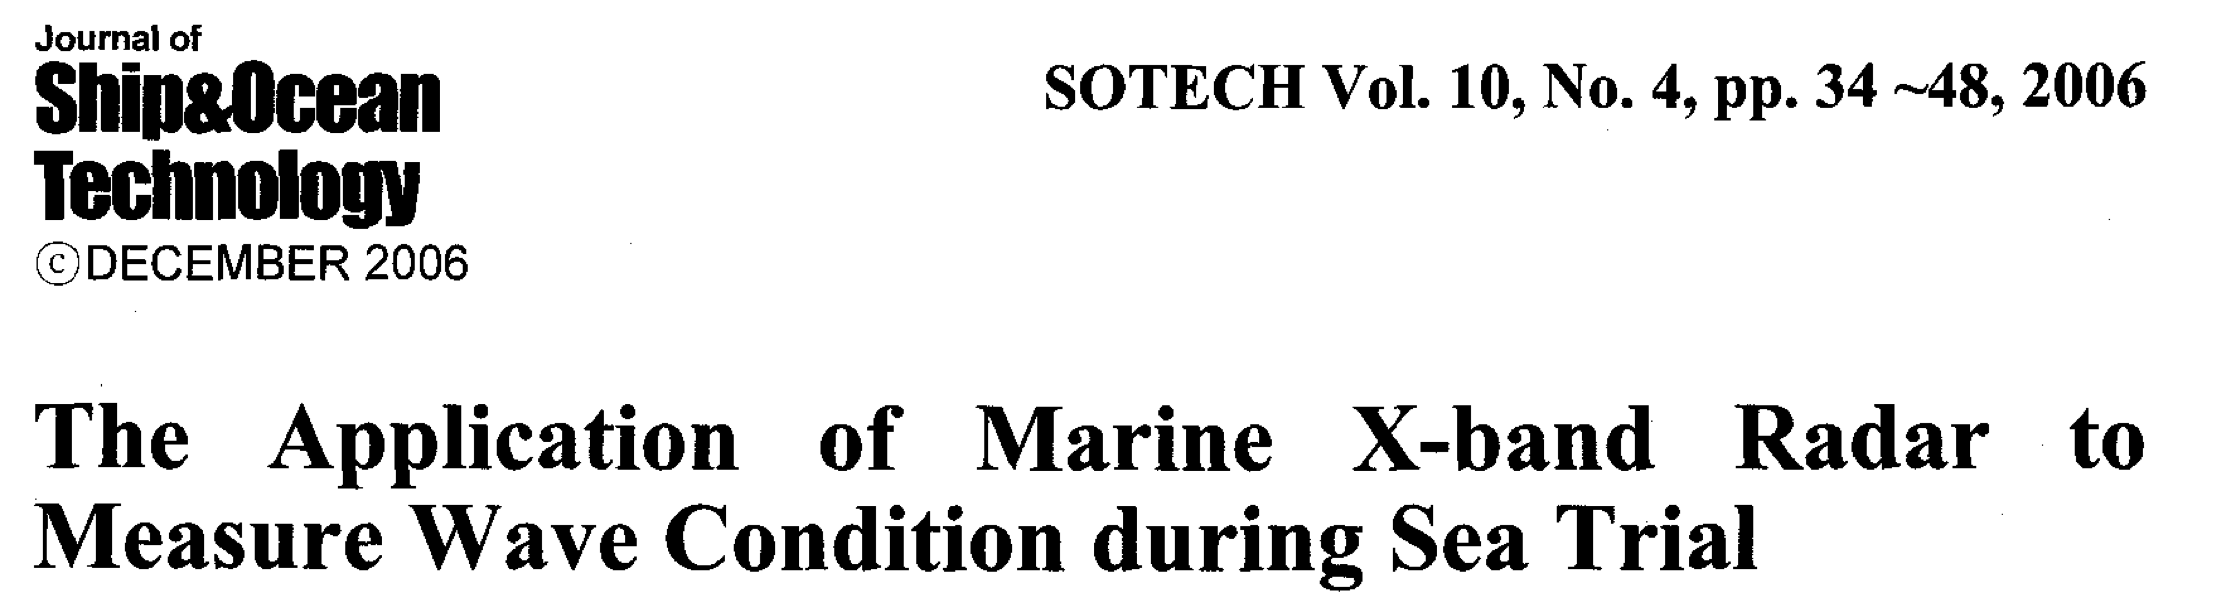 Journal of
Ship&Ocean
Technology
©DECEMBER 2006
SOTECH Vol. 10, No. 4, pp. 34 ~48, 2006
The Application of Marine X-band Radar to
Measure Wave Condition during Sea Trial